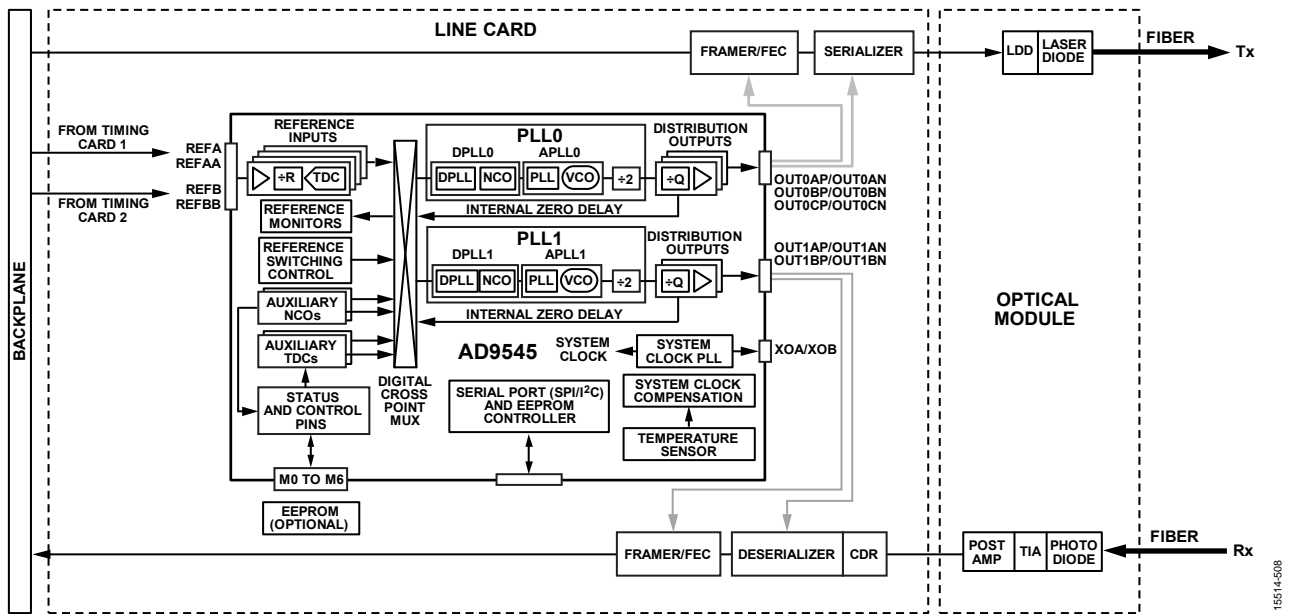 LINE CARD
FRAMER/FEC
SERIALIZER
LDD
LASER
DIODE
FIBER
Tx
BACKPLANE
FROM TIMING
CARD 1
FROM TIMING
CARD 2
REFA
REFAA
REFB
REFBB
REFERENCE
INPUTS
÷R
TDC
REFERENCE
MONITORS
REFERENCE
SWITCHING
CONTROL
AUXILIARY
NCOs
AUXILIARY
TDCs
STATUS
AND CONTROL
PINS
M0 TO M6
EEPROM
(OPTIONAL)
DIGITAL
CROSS
POINT
MUX
PLL0
DPLL0
APLL0
DPLL
NCO
PLL
VCO
÷2
INTERNAL ZERO DELAY
DISTRIBUTION
OUTPUTS
÷Q
OUT0AP/OUT0AN
OUT0BP/OUT0BN
OUT0CP/OUT0CN
PLL1
DPLL1
APLL1
DPLL
NCO
PLL
VCO
÷2
INTERNAL ZERO DELAY
DISTRIBUTION
OUTPUTS
÷Q
OUT1AP/OUT1AN
OUT1BP/OUT1BN
AD9545
SYSTEM
CLOCK
SYSTEM
CLOCK PLL
XOA/XOB
SERIAL PORT (SPI/I²C)
AND EEPROM
CONTROLLER
SYSTEM CLOCK
COMPENSATION
TEMPERATURE
SENSOR
OPTICAL
MODULE
FRAMER/FEC
DESERIALIZER
CDR
POST
AMP
TIA
PHOTO
DIODE
FIBER
Rx
15514-508